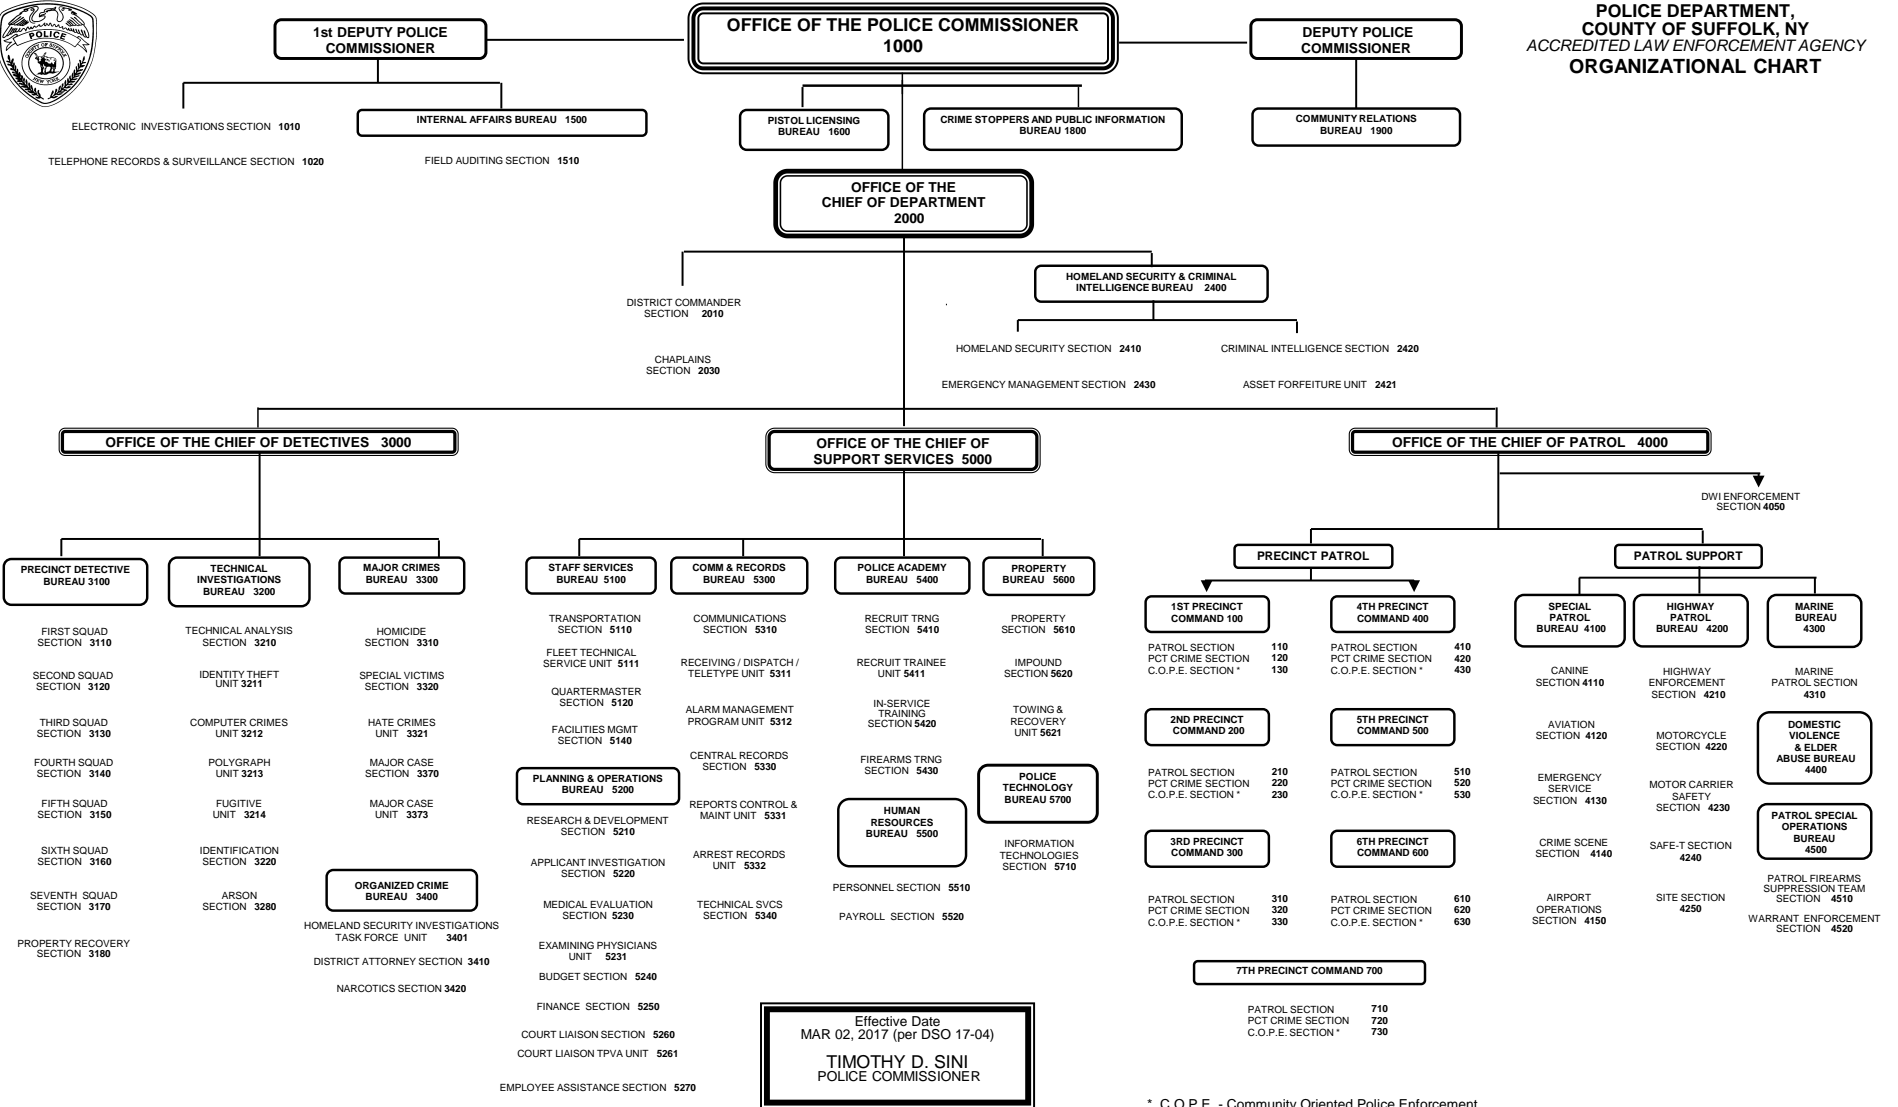 POLICE
COUNTY OF SUFFOLK
NEW YORK
1st DEPUTY POLICE
COMMISSIONER
OFFICE OF THE POLICE COMMISSIONER
1000
DEPUTY POLICE
COMMISSIONER
POLICE DEPARTMENT,
COUNTY OF SUFFOLK, NY
ACCREDITED LAW ENFORCEMENT AGENCY
ORGANIZATIONAL CHART
ELECTRONIC INVESTIGATIONS SECTION 1010
TELEPHONE RECORDS & SURVEILLANCE SECTION 1020
INTERNAL AFFAIRS BUREAU 1500
FIELD AUDITING SECTION 1510
PISTOL LICENSING
BUREAU 1600
CRIME STOPPERS AND PUBLIC INFORMATION
BUREAU 1800
COMMUNITY RELATIONS
BUREAU 1900
OFFICE OF THE
CHIEF OF DEPARTMENT
2000
DISTRICT COMMANDER
SECTION 2010
CHAPLAINS
SECTION 2030
HOMELAND SECURITY & CRIMINAL
INTELLIGENCE BUREAU 2400
HOMELAND SECURITY SECTION 2410
EMERGENCY MANAGEMENT SECTION 2430
CRIMINAL INTELLIGENCE SECTION 2420
ASSET FORFEITURE UNIT 2421
OFFICE OF THE CHIEF OF DETECTIVES 3000
OFFICE OF THE CHIEF OF
SUPPORT SERVICES 5000
OFFICE OF THE CHIEF OF PATROL 4000
DWI ENFORCEMENT
SECTION 4050
PRECINCT DETECTIVE
BUREAU 3100
FIRST SQUAD
SECTION 3110
SECOND SQUAD
SECTION 3120
THIRD SQUAD
SECTION 3130
FOURTH SQUAD
SECTION 3140
FIFTH SQUAD
SECTION 3150
SIXTH SQUAD
SECTION 3160
SEVENTH SQUAD
SECTION 3170
PROPERTY RECOVERY
SECTION 3180
TECHNICAL
INVESTIGATIONS
BUREAU 3200
TECHNICAL ANALYSIS
SECTION 3210
IDENTITY THEFT
UNIT 3211
COMPUTER CRIMES
UNIT 3212
POLYGRAPH
UNIT 3213
FUGITIVE
UNIT 3214
IDENTIFICATION
SECTION 3220
ARSON
SECTION 3280
MAJOR CRIMES
BUREAU 3300
HOMICIDE
SECTION 3310
SPECIAL VICTIMS
SECTION 3320
HATE CRIMES
UNIT 3321
MAJOR CASE
SECTION 3370
MAJOR CASE
UNIT 3373
ORGANIZED CRIME
BUREAU 3400
HOMELAND SECURITY INVESTIGATIONS
TASK FORCE UNIT 3401
DISTRICT ATTORNEY SECTION 3410
NARCOTICS SECTION 3420
STAFF SERVICES
BUREAU 5100
TRANSPORTATION
SECTION 5110
FLEET TECHNICAL
SERVICE UNIT 5111
QUARTERMASTER
SECTION 5120
FACILITIES MGMT
SECTION 5140
PLANNING & OPERATIONS
BUREAU 5200
RESEARCH & DEVELOPMENT
SECTION 5210
APPLICANT INVESTIGATION
SECTION 5220
MEDICAL EVALUATION
SECTION 5230
EXAMINING PHYSICIANS
UNIT 5231
BUDGET SECTION 5240
FINANCE SECTION 5250
COURT LIAISON SECTION 5260
COURT LIAISON TPVA UNIT 5261
EMPLOYEE ASSISTANCE SECTION 5270
COMM & RECORDS
BUREAU 5300
COMMUNICATIONS
SECTION 5310
RECEIVING / DISPATCH /
TELETYPE UNIT 5311
ALARM MANAGEMENT
PROGRAM UNIT 5312
CENTRAL RECORDS
SECTION 5330
REPORTS CONTROL &
MAINT UNIT 5331
ARREST RECORDS
UNIT 5332
TECHNICAL SVCS
SECTION 5340
POLICE ACADEMY
BUREAU 5400
RECRUIT TRNG
SECTION 5410
RECRUIT TRAINEE
UNIT 5411
IN-SERVICE
TRAINING
SECTION 5420
FIREARMS TRNG
SECTION 5430
HUMAN
RESOURCES
BUREAU 5500
PERSONNEL SECTION 5510
PAYROLL SECTION 5520
PROPERTY
BUREAU 5600
PROPERTY
SECTION 5610
IMPOUND
SECTION 5620
TOWING &
RECOVERY
UNIT 5621
POLICE
TECHNOLOGY
BUREAU 5700
INFORMATION
TECHNOLOGIES
SECTION 5710
PRECINCT PATROL
1ST PRECINCT
COMMAND 100
PATROL SECTION 110
PCT CRIME SECTION 120
C.O.P.E. SECTION * 130
2ND PRECINCT
COMMAND 200
PATROL SECTION 210
PCT CRIME SECTION 220
C.O.P.E. SECTION * 230
3RD PRECINCT
COMMAND 300
PATROL SECTION 310
PCT CRIME SECTION 320
C.O.P.E. SECTION * 330
4TH PRECINCT
COMMAND 400
PATROL SECTION 410
PCT CRIME SECTION 420
C.O.P.E. SECTION * 430
5TH PRECINCT
COMMAND 500
PATROL SECTION 510
PCT CRIME SECTION 520
C.O.P.E. SECTION * 530
6TH PRECINCT
COMMAND 600
PATROL SECTION 610
PCT CRIME SECTION 620
C.O.P.E. SECTION * 630
7TH PRECINCT COMMAND 700
PATROL SECTION 710
PCT CRIME SECTION 720
C.O.P.E. SECTION * 730
PATROL SUPPORT
SPECIAL
PATROL
BUREAU 4100
CANINE
SECTION 4110
AVIATION
SECTION 4120
EMERGENCY
SERVICE
SECTION 4130
CRIME SCENE
SECTION 4140
AIRPORT
OPERATIONS
SECTION 4150
HIGHWAY
PATROL
BUREAU 4200
HIGHWAY
ENFORCEMENT
SECTION 4210
MOTORCYCLE
SECTION 4220
MOTOR CARRIER
SAFETY
SECTION 4230
SAFE-T SECTION
4240
SITE SECTION
4250
MARINE
BUREAU
4300
MARINE
PATROL SECTION
4310
DOMESTIC
VIOLENCE
& ELDER
ABUSE BUREAU
4400
PATROL SPECIAL
OPERATIONS
BUREAU
4500
PATROL FIREARMS
SUPPRESSION TEAM
SECTION 4510
WARRANT ENFORCEMENT
SECTION 4520
Effective Date
MAR 02, 2017 (per DSO 17-04)
TIMOTHY D. SINI
POLICE COMMISSIONER
* C.O.P.E. - Community Oriented Police Enforcement